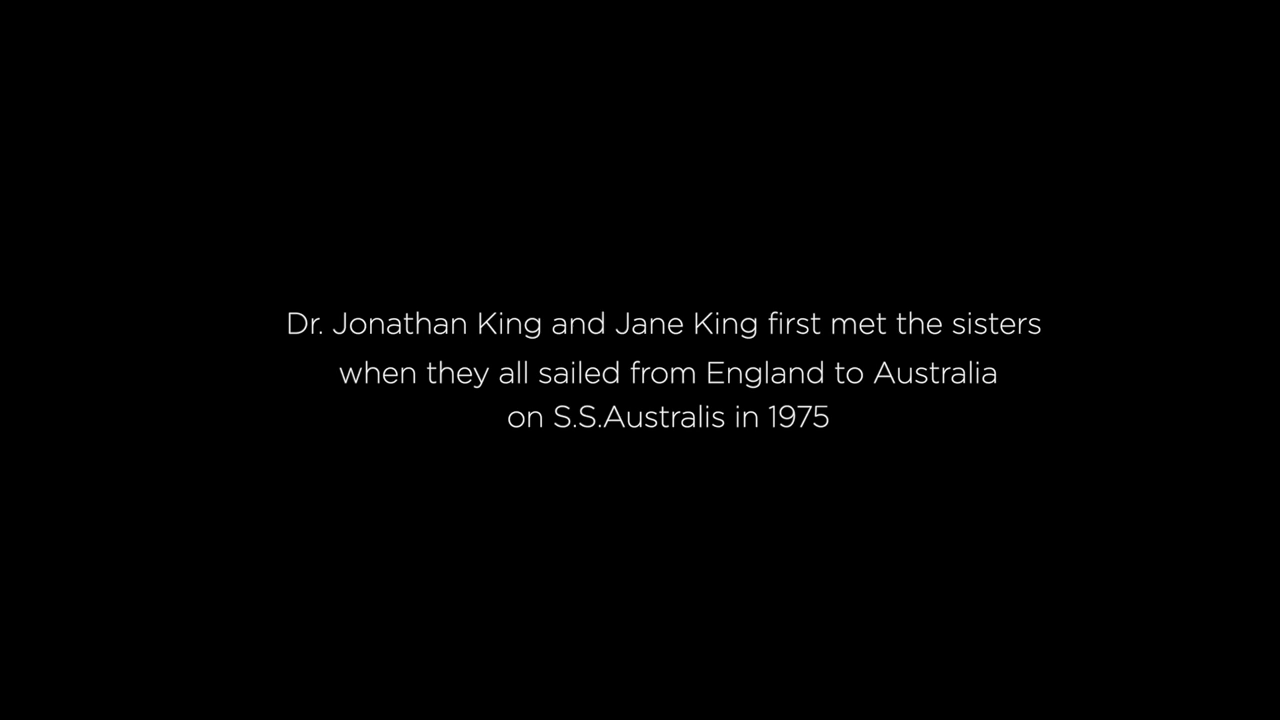 Dr. Jonathan King and Jane King first met the sisters
when they all sailed from England to Australia
on S.S.Australis in 1975